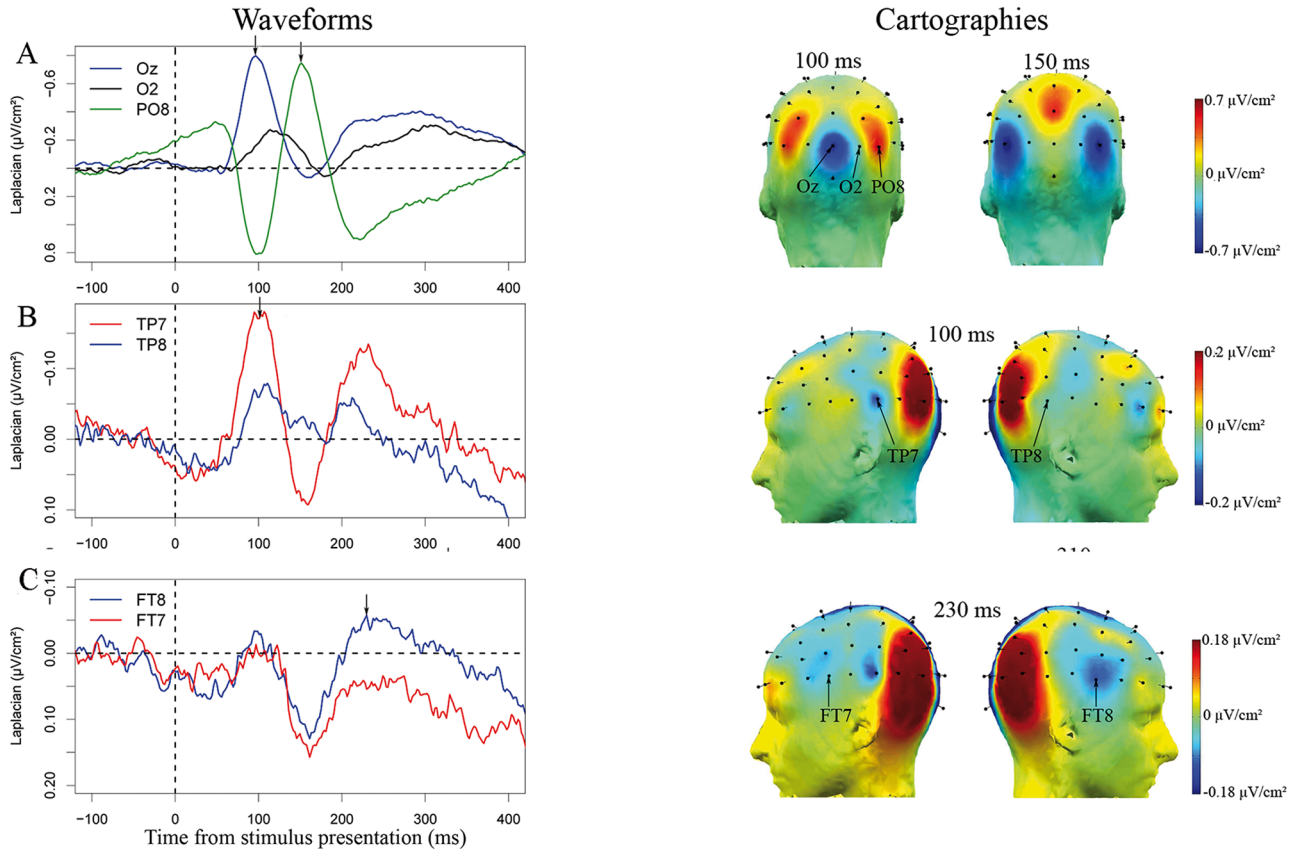 Waveforms
Cartographies
A
Oz
O2
PO8
Laplacian (µV/cm²)
-0.6
-0.2
0.2
0.6
−100 0 100 200 300 400
100 ms
150 ms
Oz O2 PO8
0.7 µV/cm²
0 µV/cm²
-0.7 µV/cm²
B
TP7
TP8
Laplacian (µV/cm²)
-0.10
0.00
0.10
−100 0 100 200 300 400
100 ms
TP7 TP8
0.2 µV/cm²
0 µV/cm²
-0.2 µV/cm²
C
FT8
FT7
Laplacian (µV/cm²)
-0.10
0.00
0.10
0.20
−100 0 100 200 300 400
Time from stimulus presentation (ms)
230 ms
FT7 FT8
0.18 µV/cm²
0 µV/cm²
-0.18 µV/cm²